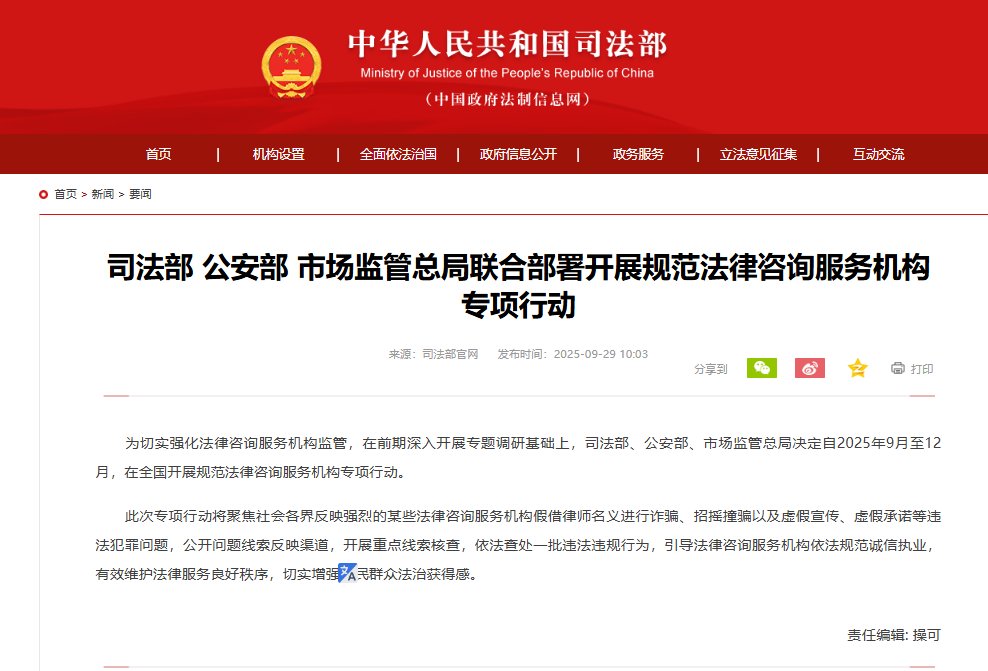 中华人民共和国司法部
Ministry of Justice of the People's Republic of China
（中国政府法制信息网）
首页 | 机构设置 | 全面依法治国 | 政府信息公开 | 政务服务 | 立法意见征集 | 互动交流
首页 > 新闻 > 要闻
司法部 公安部 市场监管总局联合部署开展规范法律咨询服务机构
专项行动
来源：司法部官网 发布时间：2025-09-29 10:03
分享到 打印
为切实强化法律咨询服务机构监管，在前期深入开展专题调研基础上，司法部、公安部、市场监管总局决定自2025年9月至12
月，在全国开展规范法律咨询服务机构专项行动。
此次专项行动将聚焦社会各界反映强烈的某些法律咨询服务机构假借律师名义进行诈骗、招摇撞骗以及虚假宣传、虚假承诺等违
法犯罪问题，公开问题线索反映渠道，开展重点线索核查，依法查处一批违法违规行为，引导法律咨询服务机构依法规范诚信执业，
有效维护法律服务良好秩序，切实增强文A民群众法治获得感。
责任编辑: 操可